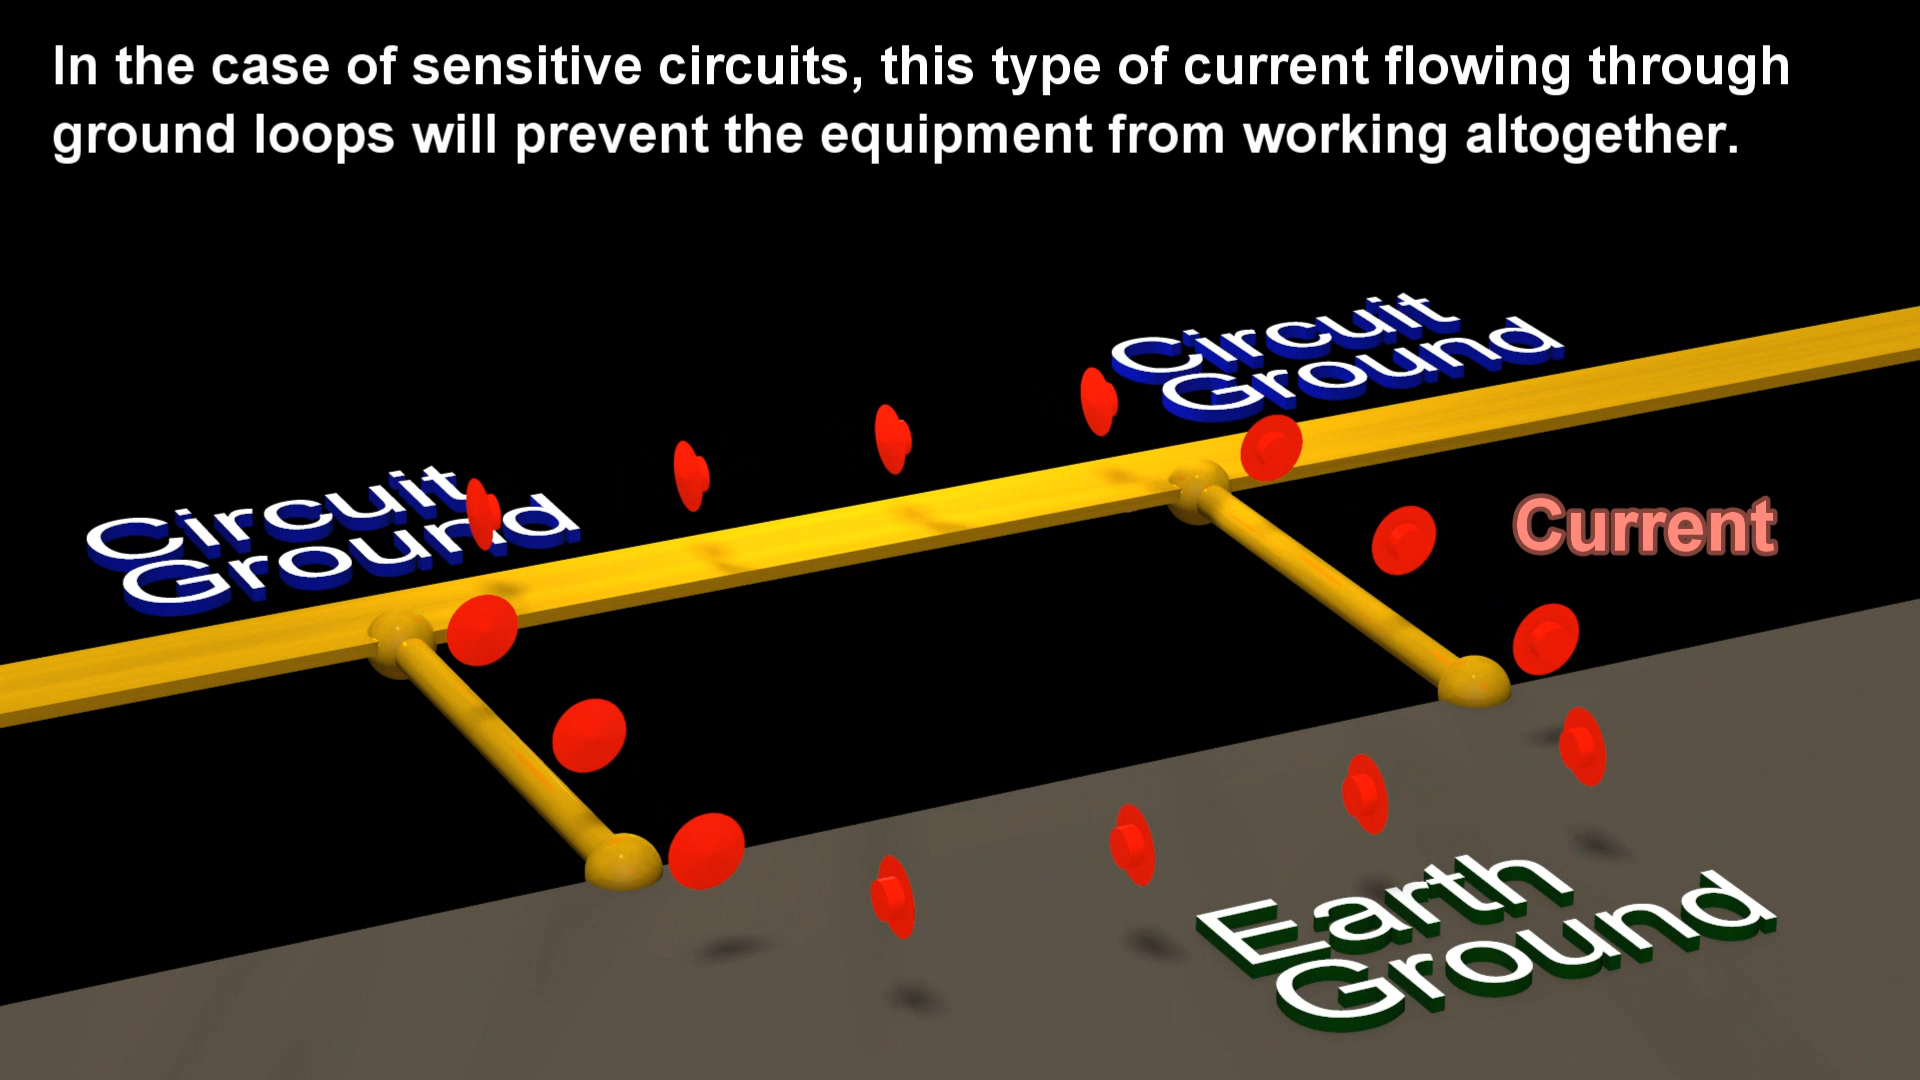 In the case of sensitive circuits, this type of current flowing through
ground loops will prevent the equipment from working altogether.
Circuit
Ground
Circuit
Ground
Current
Earth
Ground